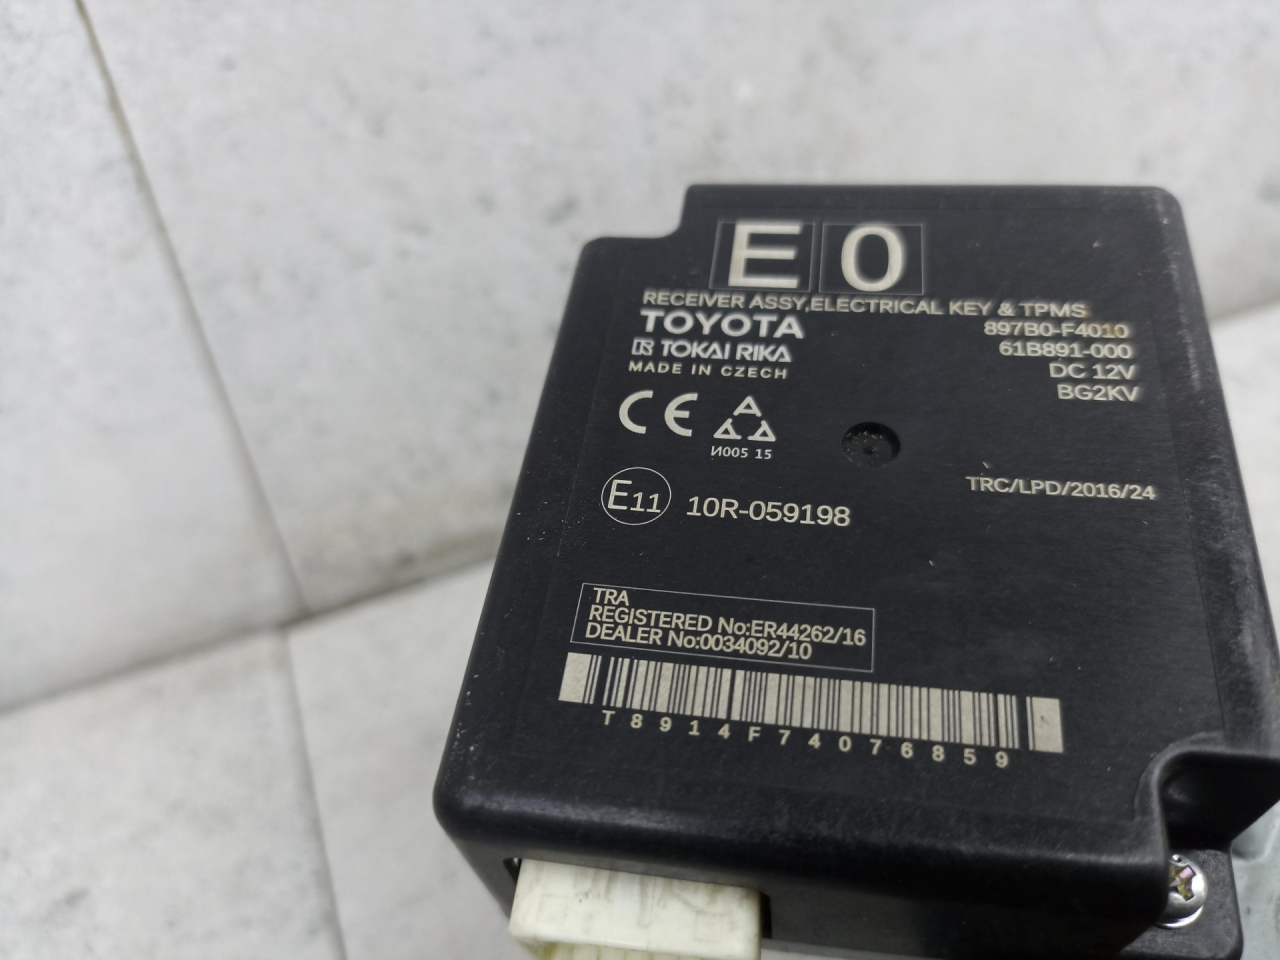 E 0
RECEIVER ASSY,ELECTRICAL KEY & TPMS
TOYOTA
897B0-F4010
TOKAI RIKA
61B891-000
MADE IN CZECH
DC 12V
BG2KV
CE
И005 15
TRC/LPD/2016/24
E11 10R-059198
TRA
REGISTERED No:ER44262/16
DEALER No:0034092/10
T8914F74076859